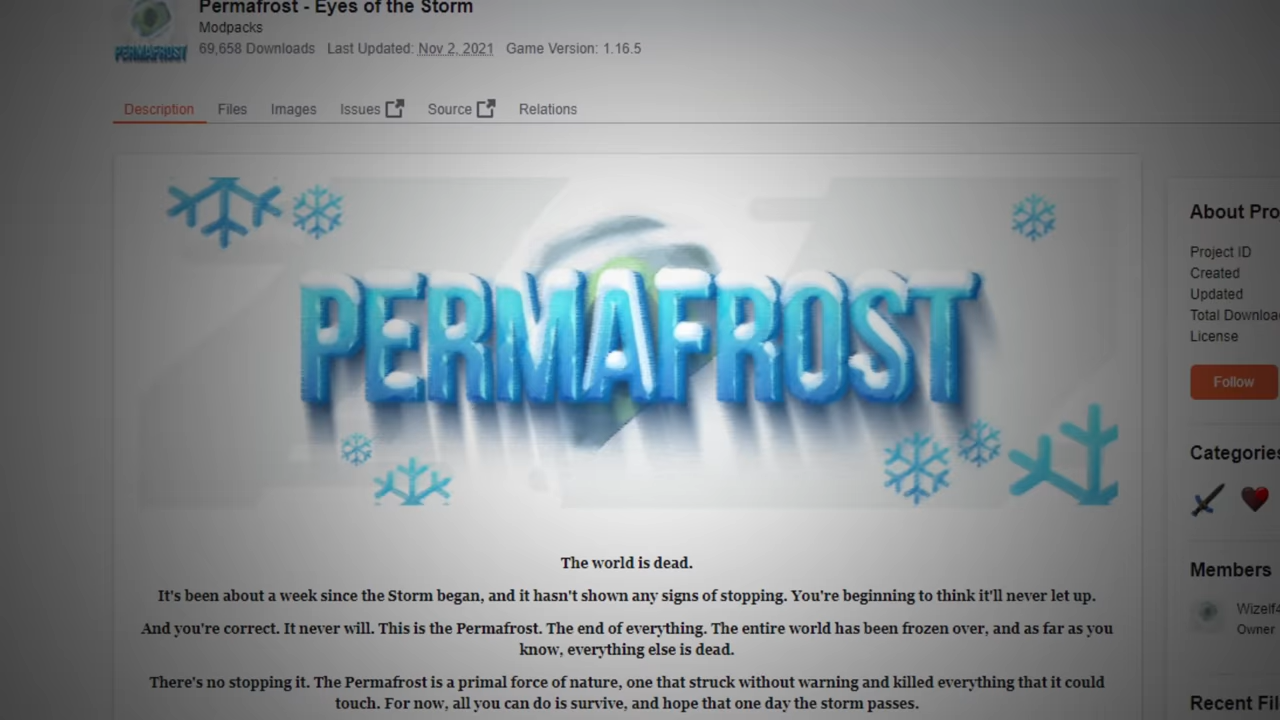 Permafrost - Eyes of the Storm
Modpacks
69,658 Downloads Last Updated: Nov 2, 2021 Game Version: 1.16.5
PERMAFROST
Description Files Images Issues Source Relations
PERMAFROST
About Pro
Project ID
Created
Updated
Total Downloa
License
Follow
Categories
Members
Wizelf4
Owner
Recent Fil
The world is dead.
It's been about a week since the Storm began, and it hasn't shown any signs of stopping. You're beginning to think it'll never let up.
And you're correct. It never will. This is the Permafrost. The end of everything. The entire world has been frozen over, and as far as you
know, everything else is dead.
There's no stopping it. The Permafrost is a primal force of nature, one that struck without warning and killed everything that it could
touch. For now, all you can do is survive, and hope that one day the storm passes.